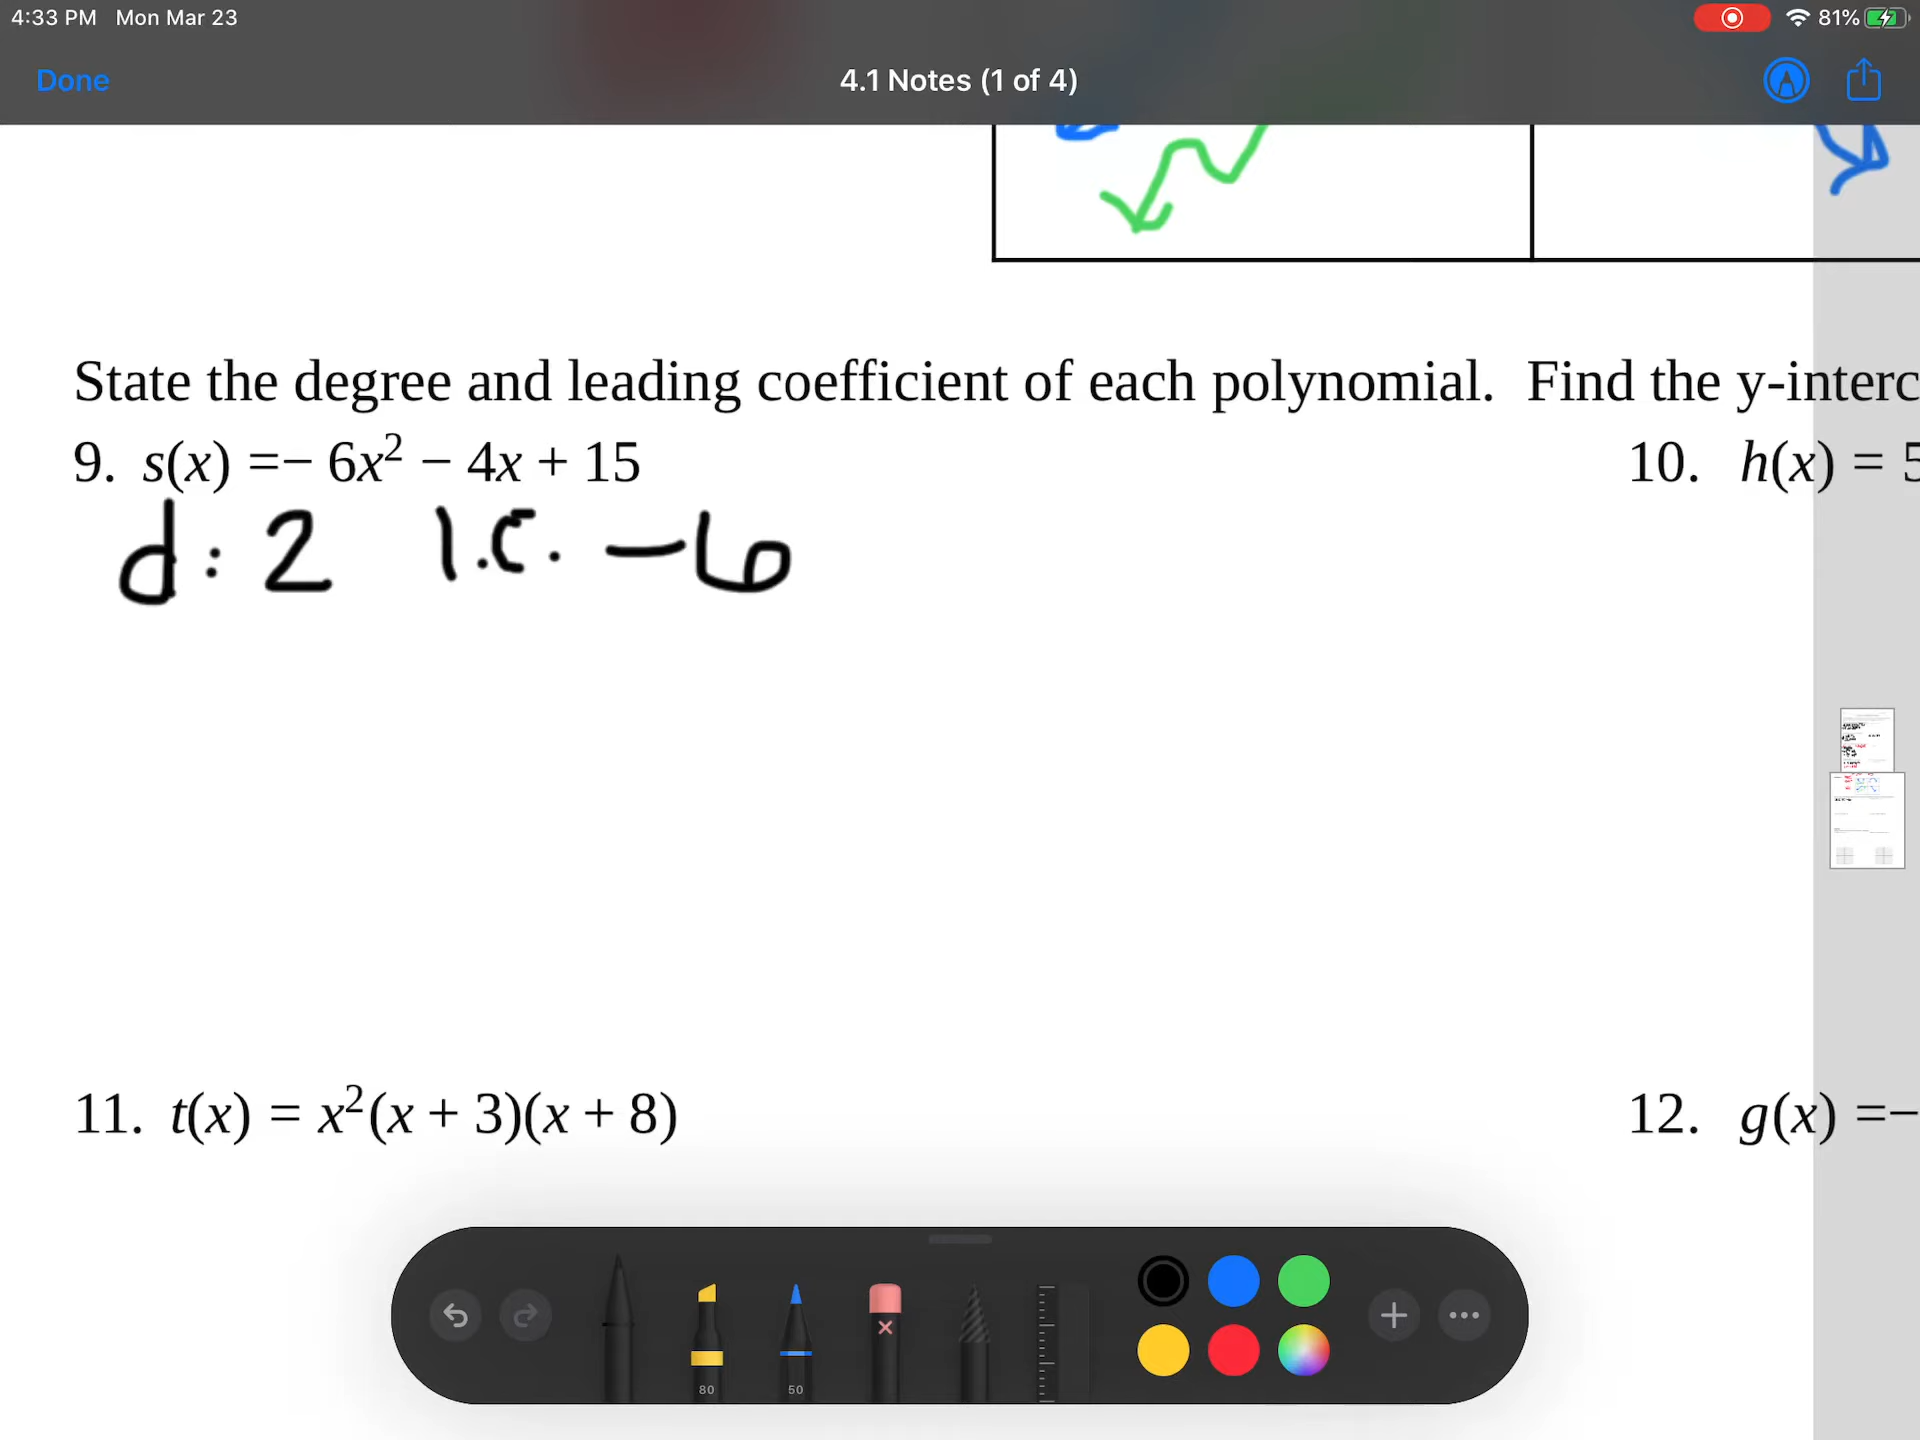 4:33 PM Mon Mar 23
81%
Done
4.1 Notes (1 of 4)
State the degree and leading coefficient of each polynomial. Find the y-interc
9. s(x) =− 6x² − 4x + 15
10. h(x) = 5
d: 2 l.c. −6
11. t(x) = x²(x + 3)(x + 8)
12. g(x) =−
80
50